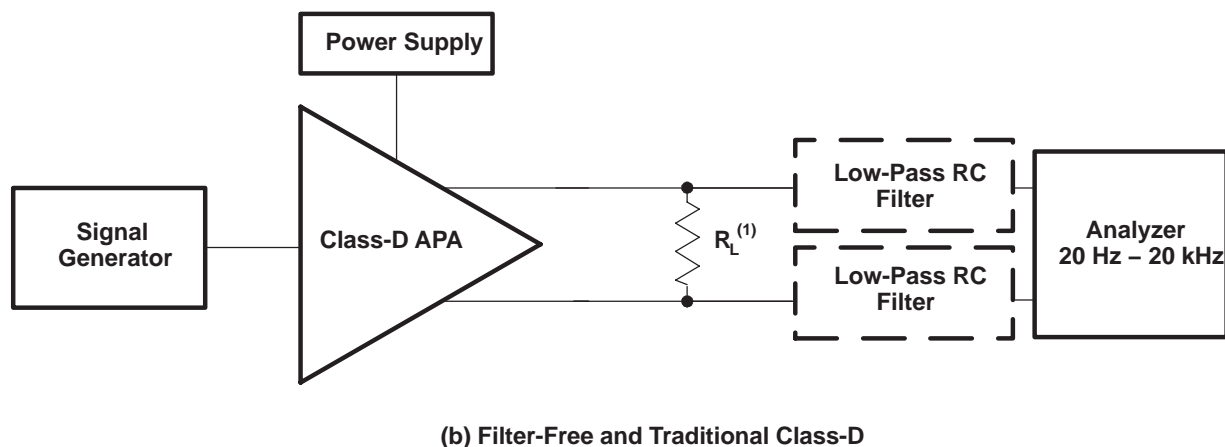 Power Supply
Signal
Generator
Class-D APA
R_L^(1)
Low-Pass RC
Filter
Low-Pass RC
Filter
Analyzer
20 Hz – 20 kHz
(b) Filter-Free and Traditional Class-D